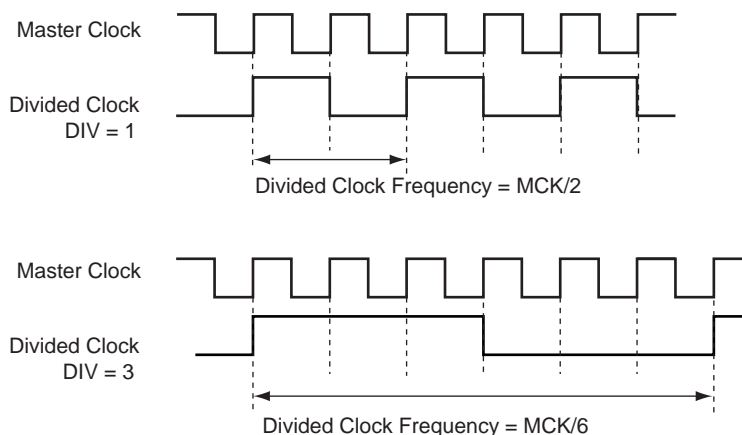 Master Clock
Divided Clock
DIV = 1
Divided Clock Frequency = MCK/2
Master Clock
Divided Clock
DIV = 3
Divided Clock Frequency = MCK/6